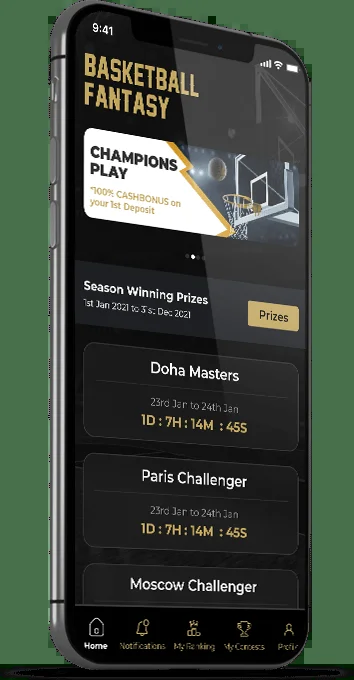 9:41
BASKETBALL
FANTASY
CHAMPIONS
PLAY
*100% CASHBONUS on
your 1st Deposit
Season Winning Prizes
1st Jan 2021 to 31st Dec 2021
Prizes
Doha Masters
23rd Jan to 24th Jan
1D : 7H : 14M : 45S
Paris Challenger
23rd Jan to 24th Jan
1D : 7H : 14M : 45S
Moscow Challenger
Home Notifications My Ranking My Contests Profile